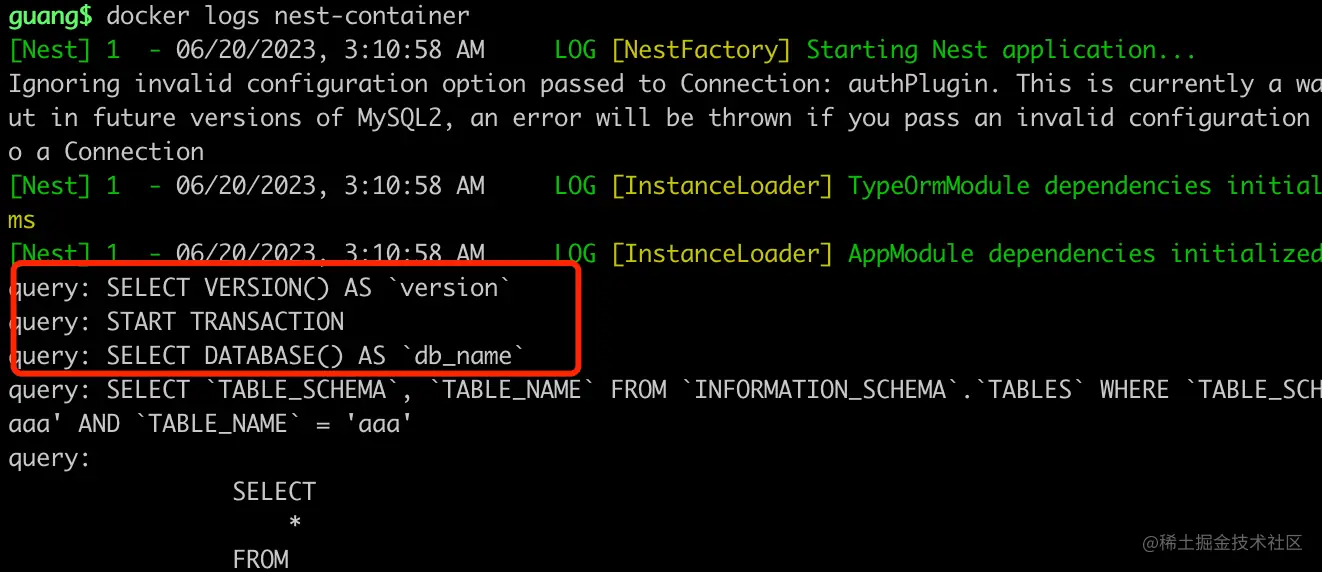 guang$ docker logs nest-container
[Nest] 1  - 06/20/2023, 3:10:58 AM     LOG [NestFactory] Starting Nest application...
Ignoring invalid configuration option passed to Connection: authPlugin. This is currently a wa
ut in future versions of MySQL2, an error will be thrown if you pass an invalid configuration
o a Connection
[Nest] 1  - 06/20/2023, 3:10:58 AM     LOG [InstanceLoader] TypeOrmModule dependencies initial
ms
[Nest] 1  - 06/20/2023, 3:10:58 AM     LOG [InstanceLoader] AppModule dependencies initialized
query: SELECT VERSION() AS `version`
query: START TRANSACTION
query: SELECT DATABASE() AS `db_name`
query: SELECT `TABLE_SCHEMA`, `TABLE_NAME` FROM `INFORMATION_SCHEMA`.`TABLES` WHERE `TABLE_SCH
aaa' AND `TABLE_NAME` = 'aaa'
query:
SELECT
*
FROM
@稀土掘金技术社区